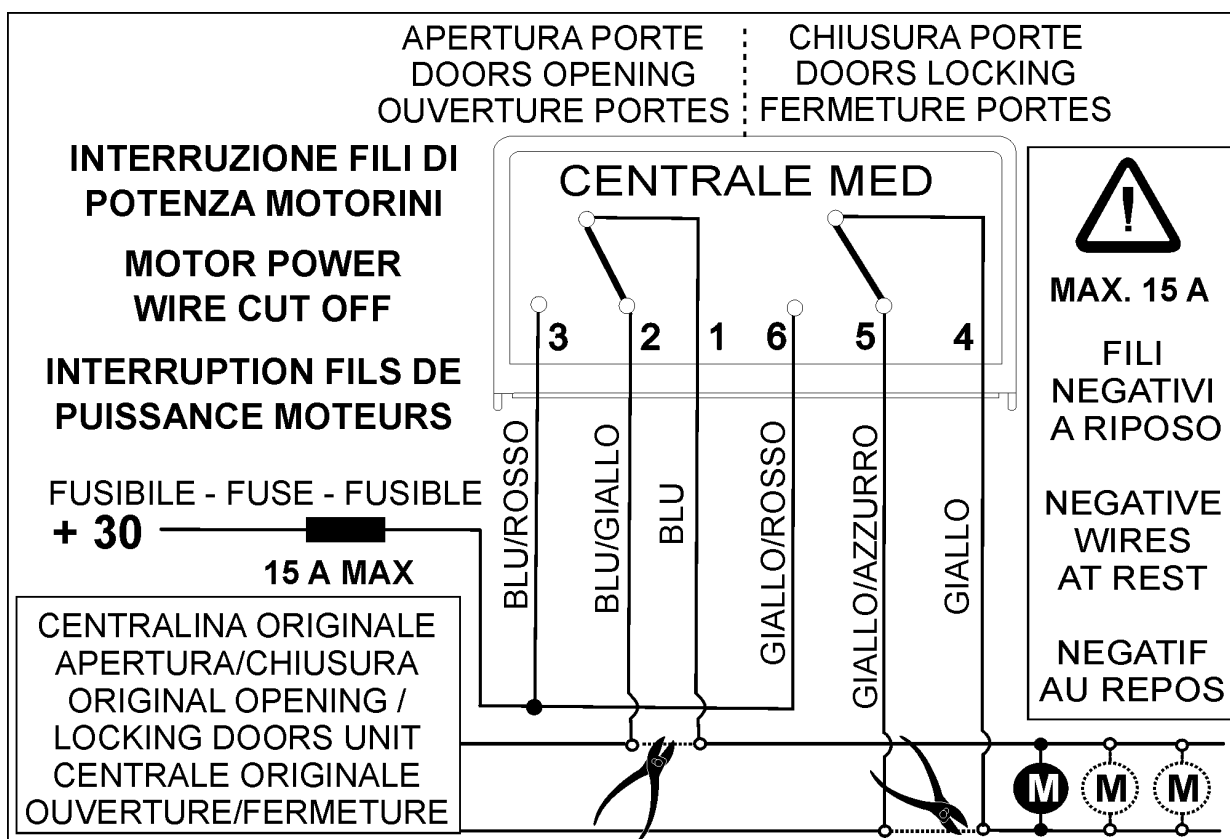 APERTURA PORTE
DOORS OPENING
OUVERTURE PORTES
CHIUSURA PORTE
DOORS LOCKING
FERMETURE PORTES
INTERRUZIONE FILI DI
POTENZA MOTORINI
MOTOR POWER
WIRE CUT OFF
INTERRUPTION FILS DE
PUISSANCE MOTEURS
CENTRALE MED
3 2 1 6 5 4
BLU/ROSSO
BLU/GIALLO
BLU
GIALLO/ROSSO
GIALLO/AZZURRO
GIALLO
!
MAX. 15 A
FILI
NEGATIVI
A RIPOSO
NEGATIVE
WIRES
AT REST
NEGATIF
AU REPOS
FUSIBILE - FUSE - FUSIBLE
+ 30
15 A MAX
CENTRALINA ORIGINALE
APERTURA/CHIUSURA
ORIGINAL OPENING /
LOCKING DOORS UNIT
CENTRALE ORIGINALE
OUVERTURE/FERMETURE
M M M